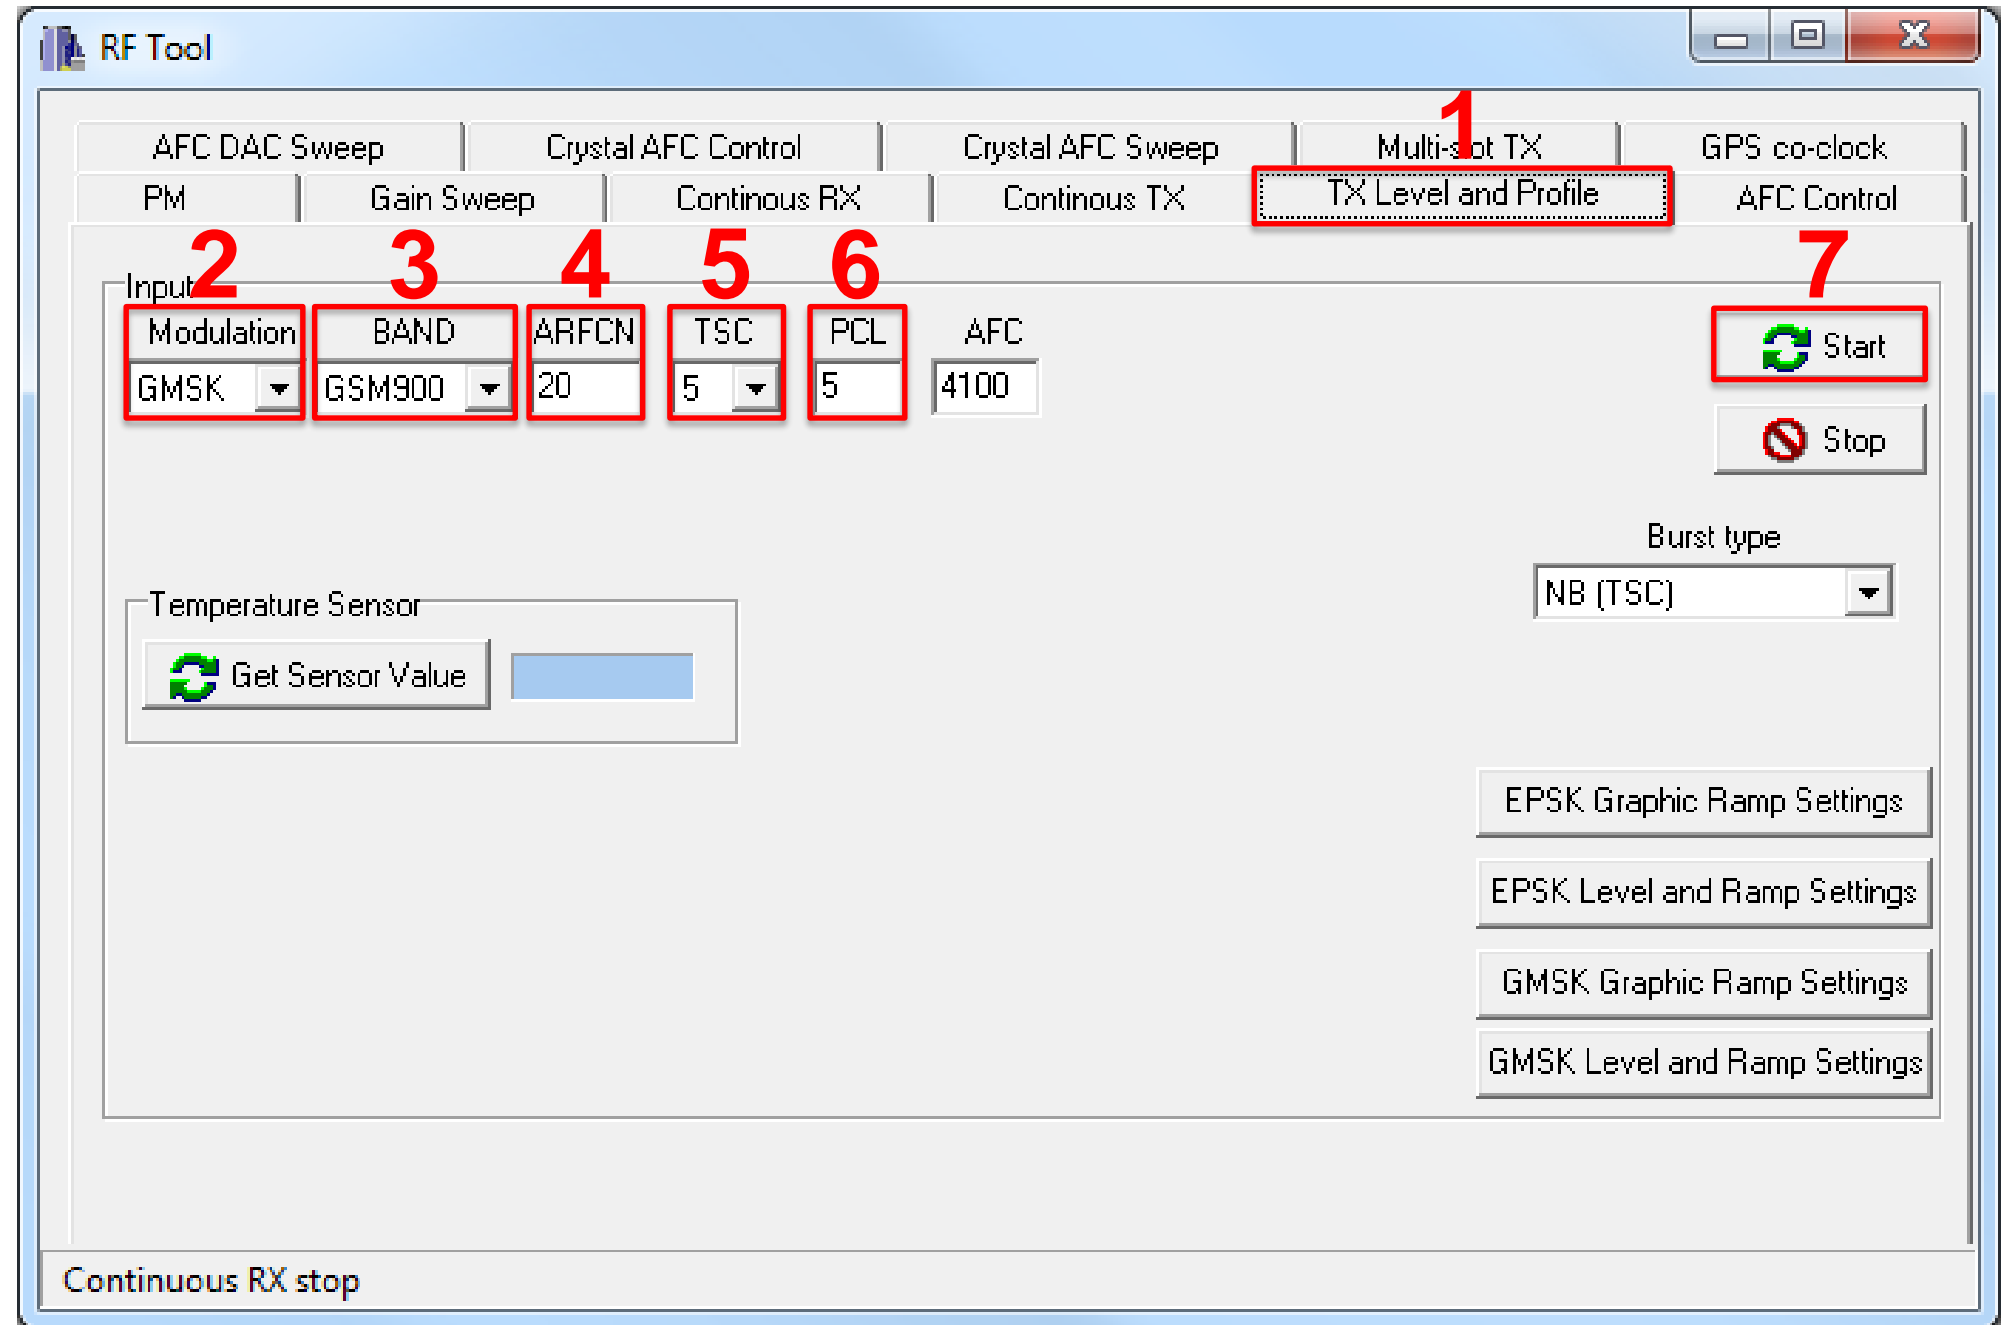 RF Tool
1
AFC DAC Sweep Crystal AFC Control Crystal AFC Sweep Multi-slot TX GPS co-clock
PM Gain Sweep Continous RX Continous TX TX Level and Profile AFC Control
2 3 4 5 6 7
Input
Modulation BAND ARFCN TSC PCL AFC
GMSK GSM900 20 5 5 4100
Start
Stop
Burst type
NB (TSC)
Temperature Sensor
Get Sensor Value
EPSK Graphic Ramp Settings
EPSK Level and Ramp Settings
GMSK Graphic Ramp Settings
GMSK Level and Ramp Settings
Continuous RX stop